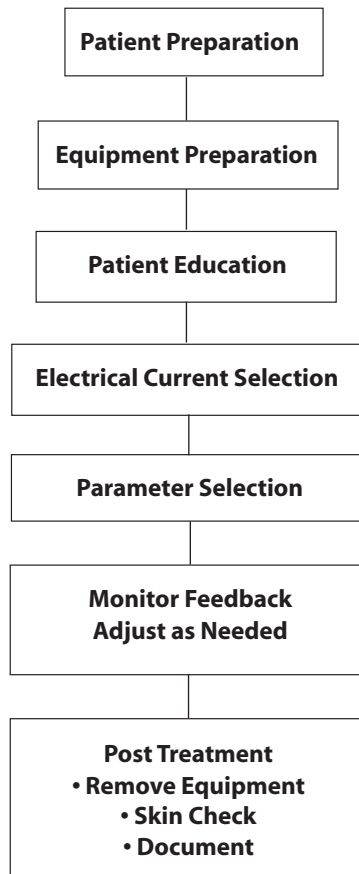 Patient Preparation
Equipment Preparation
Patient Education
Electrical Current Selection
Parameter Selection
Monitor Feedback
Adjust as Needed
Post Treatment
• Remove Equipment
• Skin Check
• Document